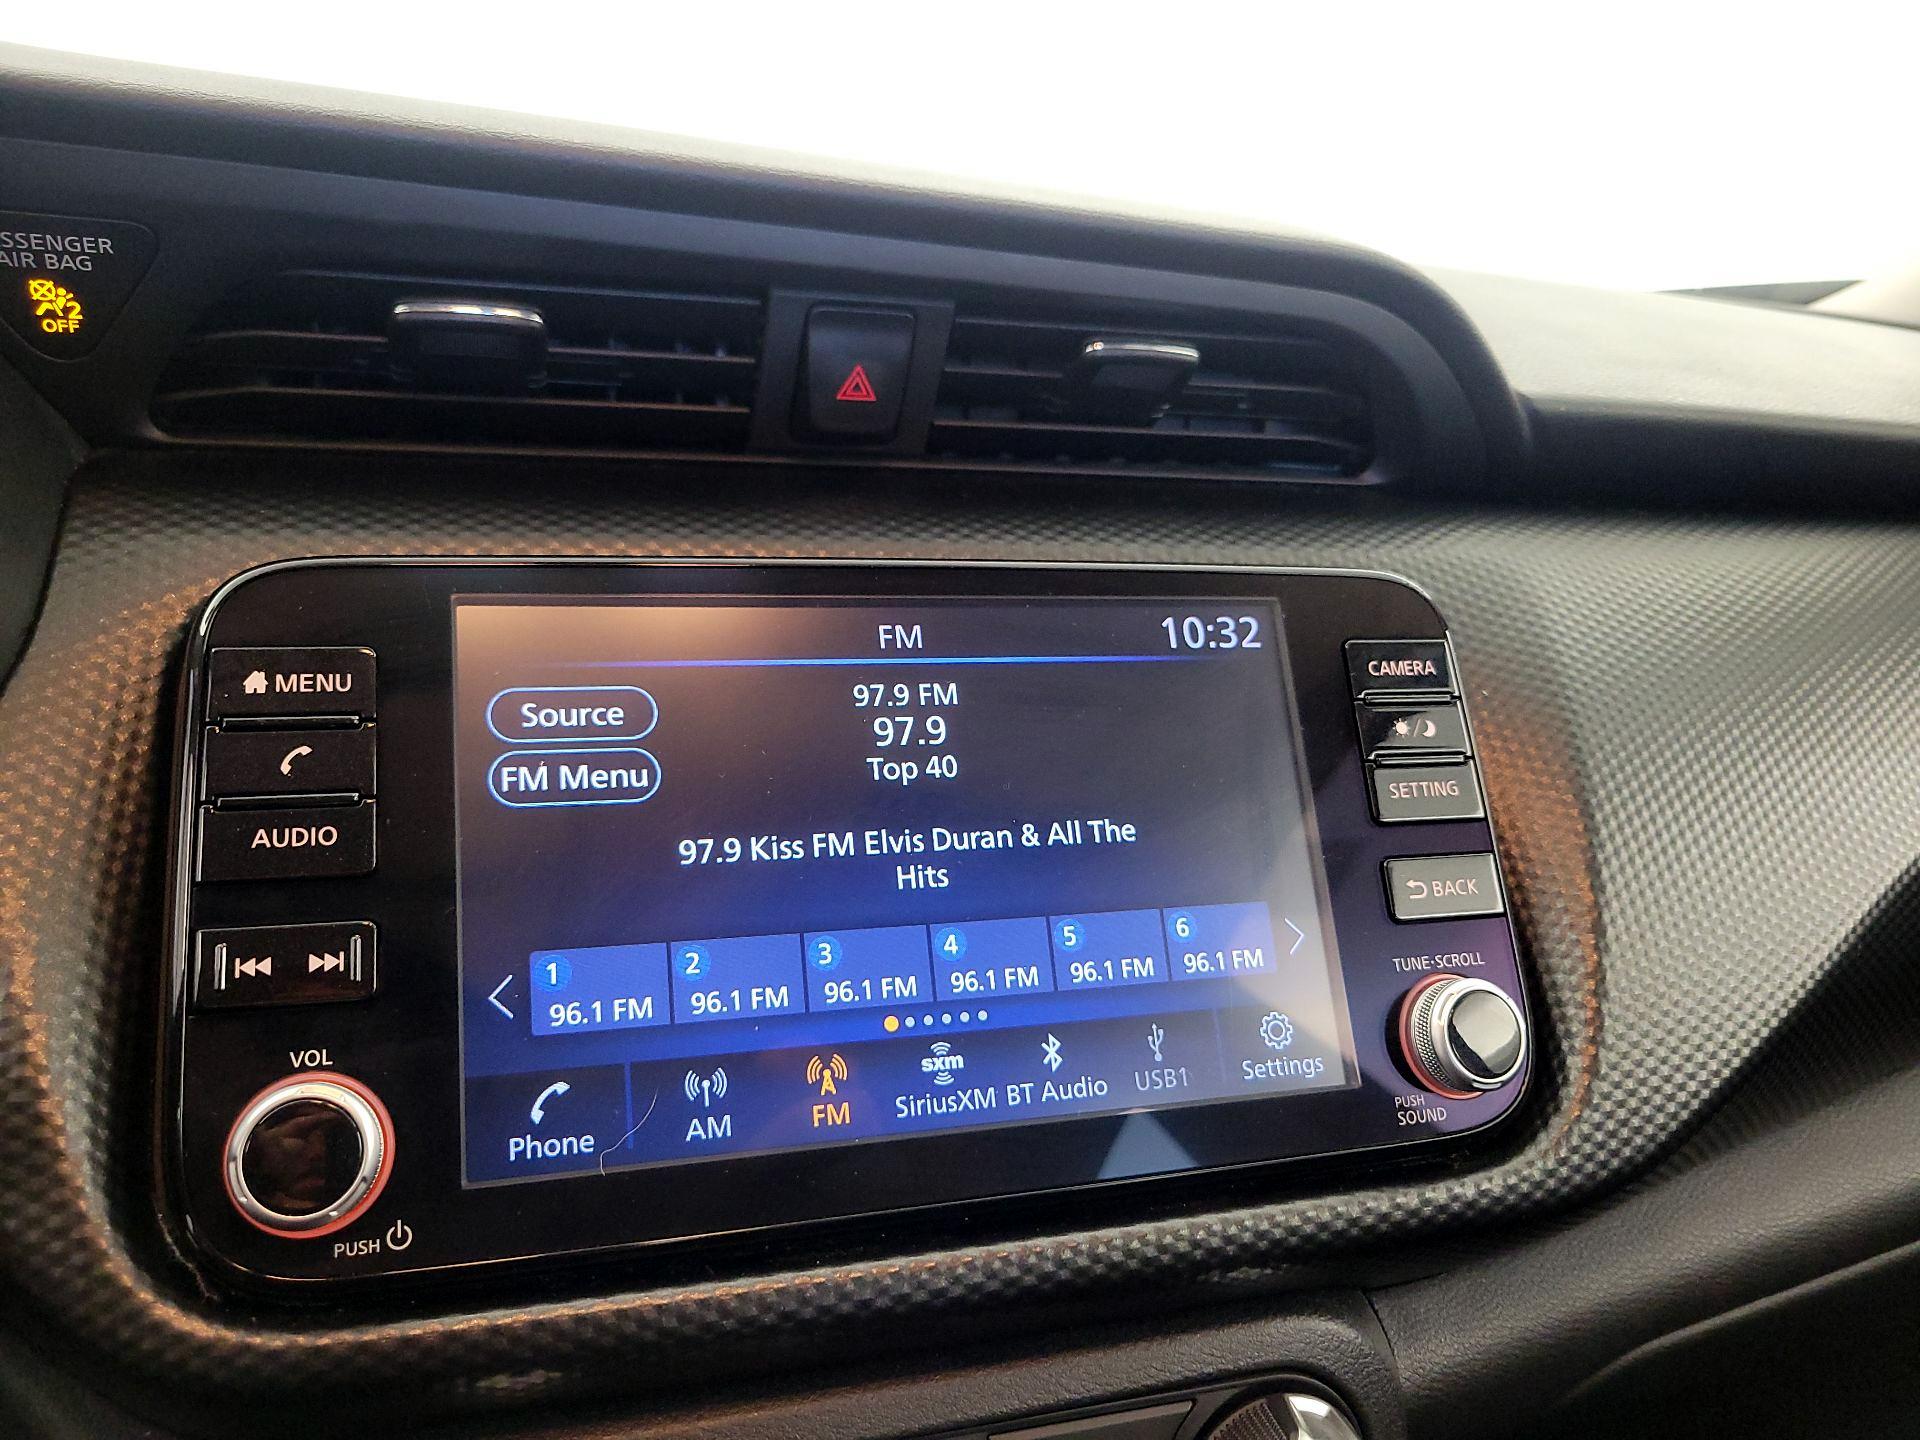 SSENGER
AIR BAG
2
OFF
MENU
AUDIO
VOL
PUSH
FM
10:32
Source
FM Menu
97.9 FM
97.9
Top 40
97.9 Kiss FM Elvis Duran & All The
Hits
1 96.1 FM
2 96.1 FM
3 96.1 FM
4 96.1 FM
5 96.1 FM
6 96.1 FM
Phone
AM
FM
sxm
SiriusXM
BT Audio
USB1
Settings
CAMERA
SETTING
BACK
TUNE·SCROLL
PUSH
SOUND